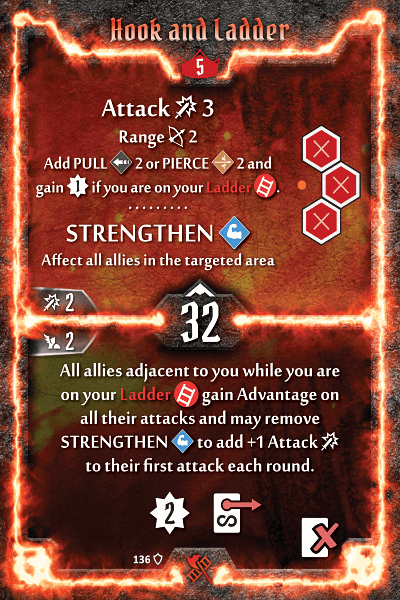 Hook and Ladder
5
Attack 3
Range 2
Add PULL 2 or PIERCE 2 and
gain 1 if you are on your Ladder.
STRENGTHEN
Affect all allies in the targeted area
2
32
2
All allies adjacent to you while you are
on your Ladder gain Advantage on
all their attacks and may remove
STRENGTHEN to add +1 Attack
to their first attack each round.
2
136